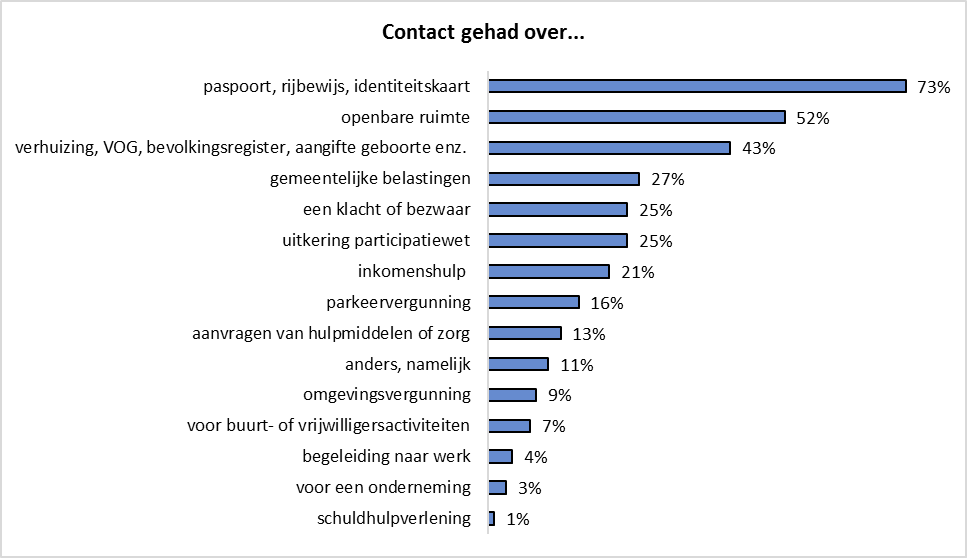 Contact gehad over...
paspoort, rijbewijs, identiteitskaart 73%
openbare ruimte 52%
verhuizing, VOG, bevolkingsregister, aangifte geboorte enz. 43%
gemeentelijke belastingen 27%
een klacht of bezwaar 25%
uitkering participatiewet 25%
inkomenshulp 21%
parkeervergunning 16%
aanvragen van hulpmiddelen of zorg 13%
anders, namelijk 11%
omgevingsvergunning 9%
voor buurt- of vrijwilligersactiviteiten 7%
begeleiding naar werk 4%
voor een onderneming 3%
schuldhulpverlening 1%